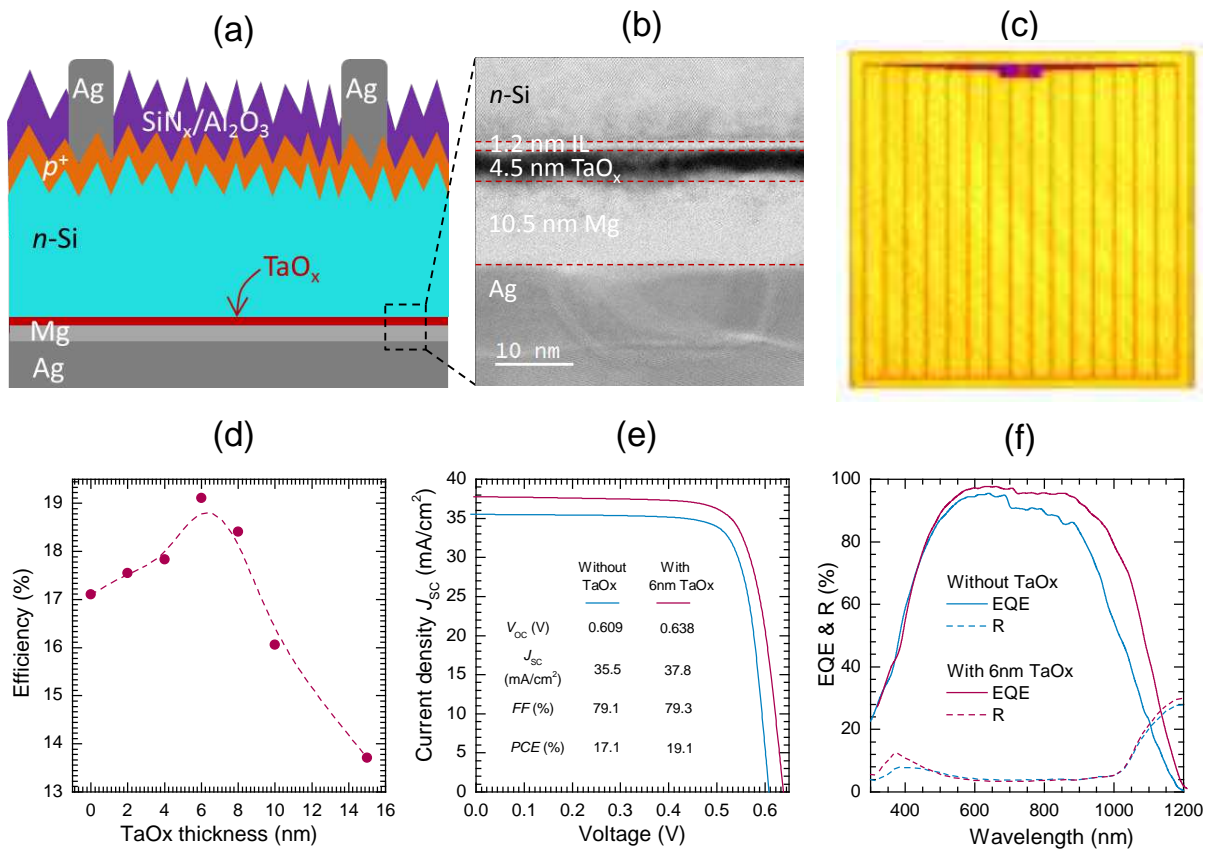 (a)
Ag
Ag
SiNₓ/Al₂O₃
p⁺
n-Si
TaOₓ
Mg
Ag
(b)
n-Si
1.2 nm IL
4.5 nm TaOₓ
10.5 nm Mg
Ag
10 nm
(c)
(d)
Efficiency (%)
19
18
17
16
15
14
13
0 2 4 6 8 10 12 14 16
TaOx thickness (nm)
(e)
Current density J_SC (mA/cm²)
40
35
30
25
20
15
10
5
0
Without TaOx
With 6nm TaOx
V_OC (V) 0.609 0.638
J_SC (mA/cm²) 35.5 37.8
FF (%) 79.1 79.3
PCE (%) 17.1 19.1
0.0 0.1 0.2 0.3 0.4 0.5 0.6
Voltage (V)
(f)
EQE & R (%)
100
80
60
40
20
0
Without TaOx
EQE
R
With 6nm TaOx
EQE
R
400 600 800 1000 1200
Wavelength (nm)